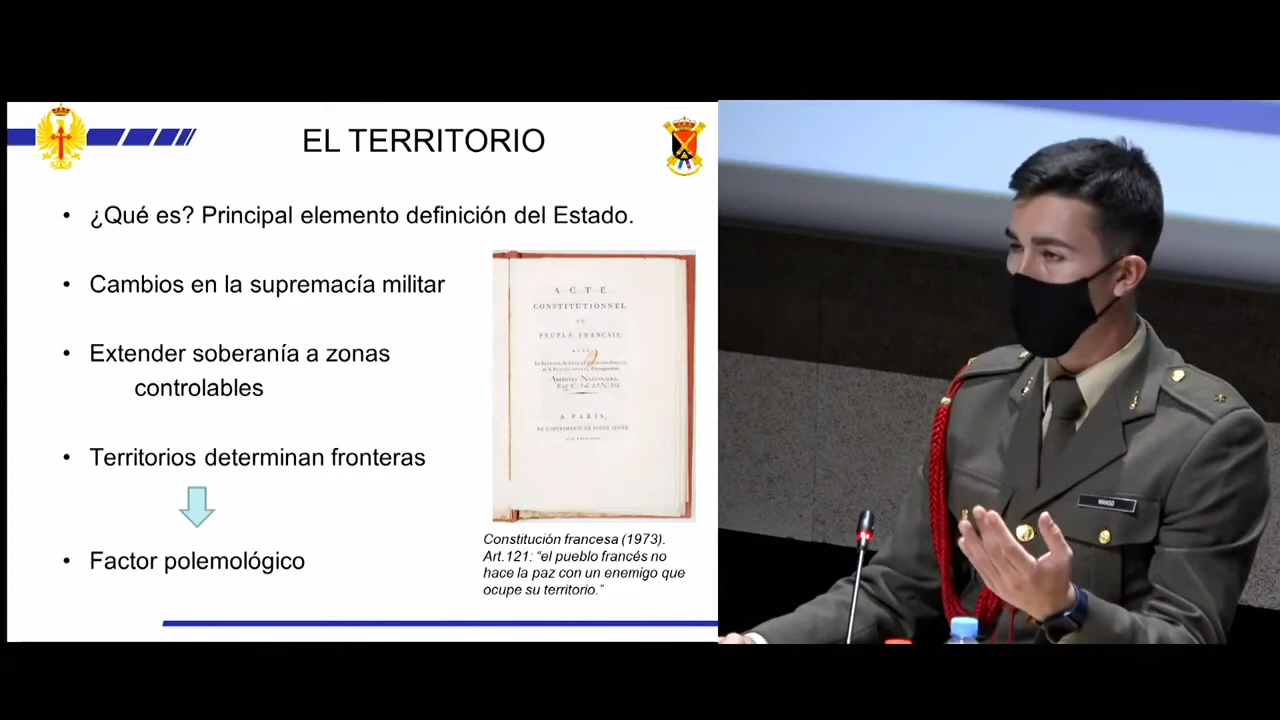 EL TERRITORIO
• ¿Qué es? Principal elemento definición del Estado.
• Cambios en la supremacía militar
• Extender soberanía a zonas
controlables
• Territorios determinan fronteras
• Factor polemológico
ACTE
CONSTITUTIONNEL
DU
PEUPLE FRANÇAIS,
A PARIS,
Constitución francesa (1973).
Art.121: “el pueblo francés no
hace la paz con un enemigo que
ocupe su territorio.”